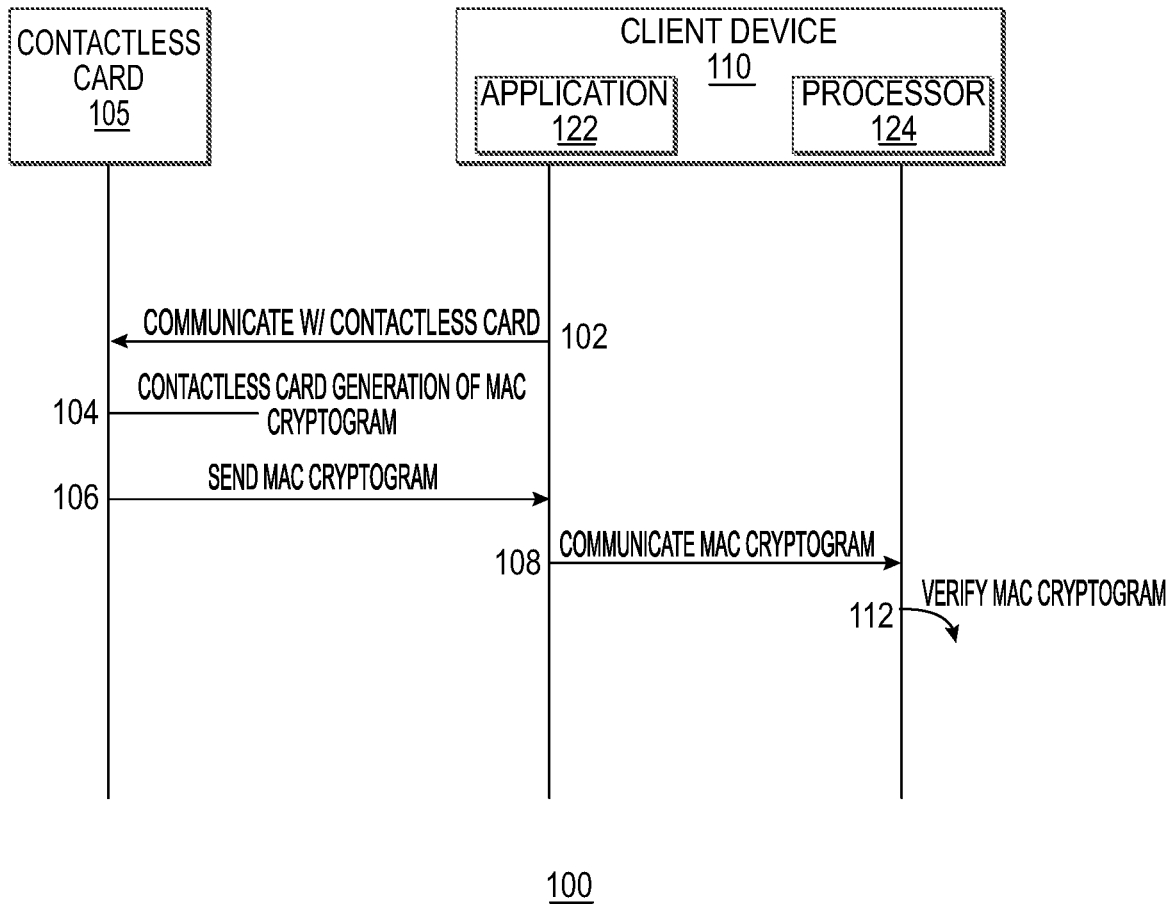 CONTACTLESS
CARD
105
CLIENT DEVICE
110
APPLICATION
122
PROCESSOR
124
COMMUNICATE W/ CONTACTLESS CARD
102
CONTACTLESS CARD GENERATION OF MAC
CRYPTOGRAM
104
SEND MAC CRYPTOGRAM
106
COMMUNICATE MAC CRYPTOGRAM
108
VERIFY MAC CRYPTOGRAM
112
100